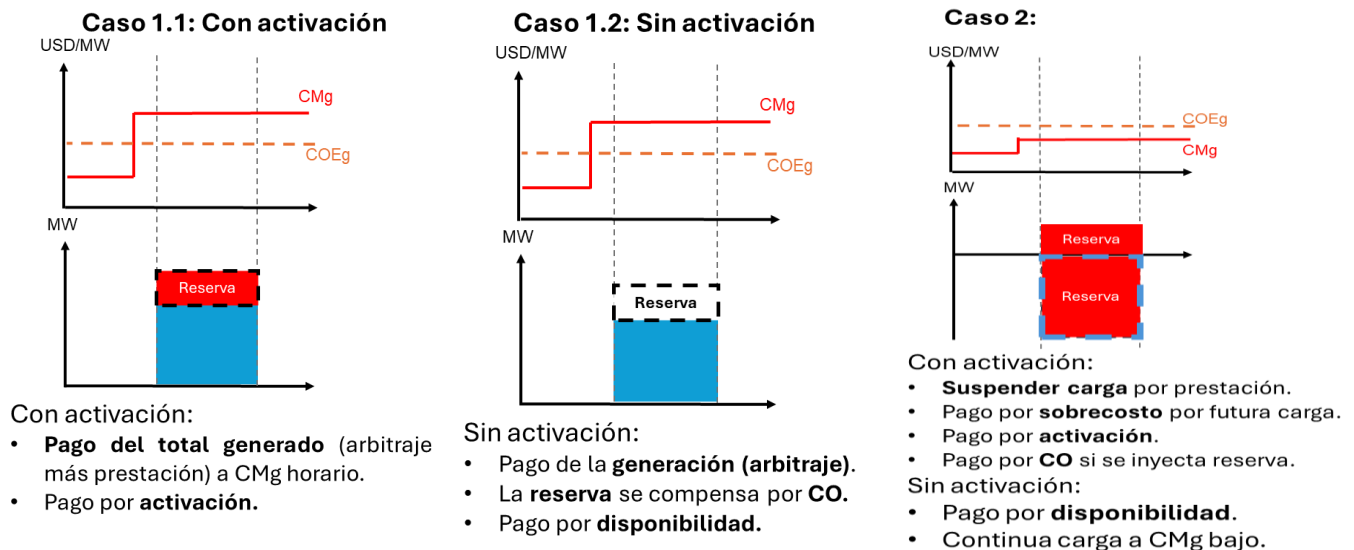 Caso 1.1: Con activación
USD/MW
CMg
COEg
MW
Reserva
Con activación:
• Pago del total generado (arbitraje
más prestación) a CMg horario.
• Pago por activación.
Caso 1.2: Sin activación
USD/MW
CMg
COEg
MW
Reserva
Sin activación:
• Pago de la generación (arbitraje).
• La reserva se compensa por CO.
• Pago por disponibilidad.
Caso 2:
USD/MW
COEg
CMg
MW
Reserva
Reserva
Con activación:
• Suspender carga por prestación.
• Pago por sobrecosto por futura carga.
• Pago por activación.
• Pago por CO si se inyecta reserva.
Sin activación:
• Pago por disponibilidad.
• Continua carga a CMg bajo.